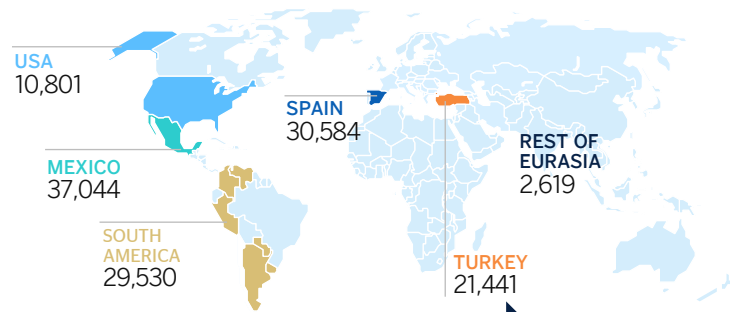 USA
10,801
SPAIN
30,584
REST OF
EURASIA
2,619
MEXICO
37,044
SOUTH
AMERICA
29,530
TURKEY
21,441